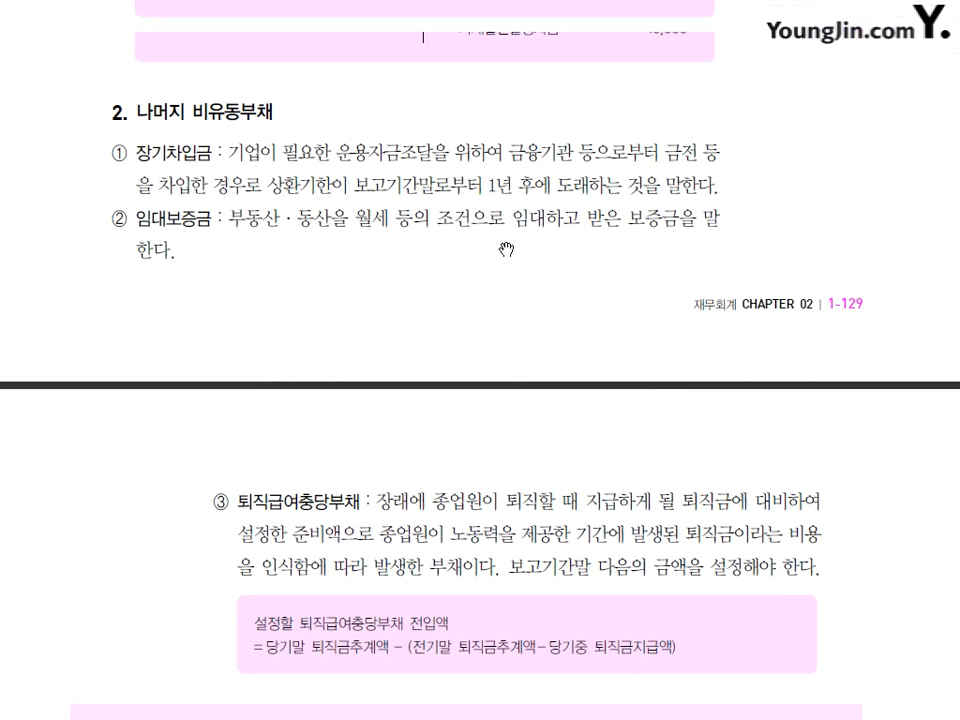 YoungJin.com Y.
2. 나머지 비유동부채
① 장기차입금 : 기업이 필요한 운용자금조달을 위하여 금융기관 등으로부터 금전 등
을 차입한 경우로 상환기한이 보고기간말로부터 1년 후에 도래하는 것을 말한다.
② 임대보증금 : 부동산·동산을 월세 등의 조건으로 임대하고 받은 보증금을 말
한다.
재무회계 CHAPTER 02 | 1-129
③ 퇴직급여충당부채 : 장래에 종업원이 퇴직할 때 지급하게 될 퇴직금에 대비하여
설정한 준비액으로 종업원이 노동력을 제공한 기간에 발생된 퇴직금이라는 비용
을 인식함에 따라 발생한 부채이다. 보고기간말 다음의 금액을 설정해야 한다.
설정할 퇴직급여충당부채 전입액
= 당기말 퇴직금추계액 - (전기말 퇴직금추계액-당기중 퇴직금지급액)